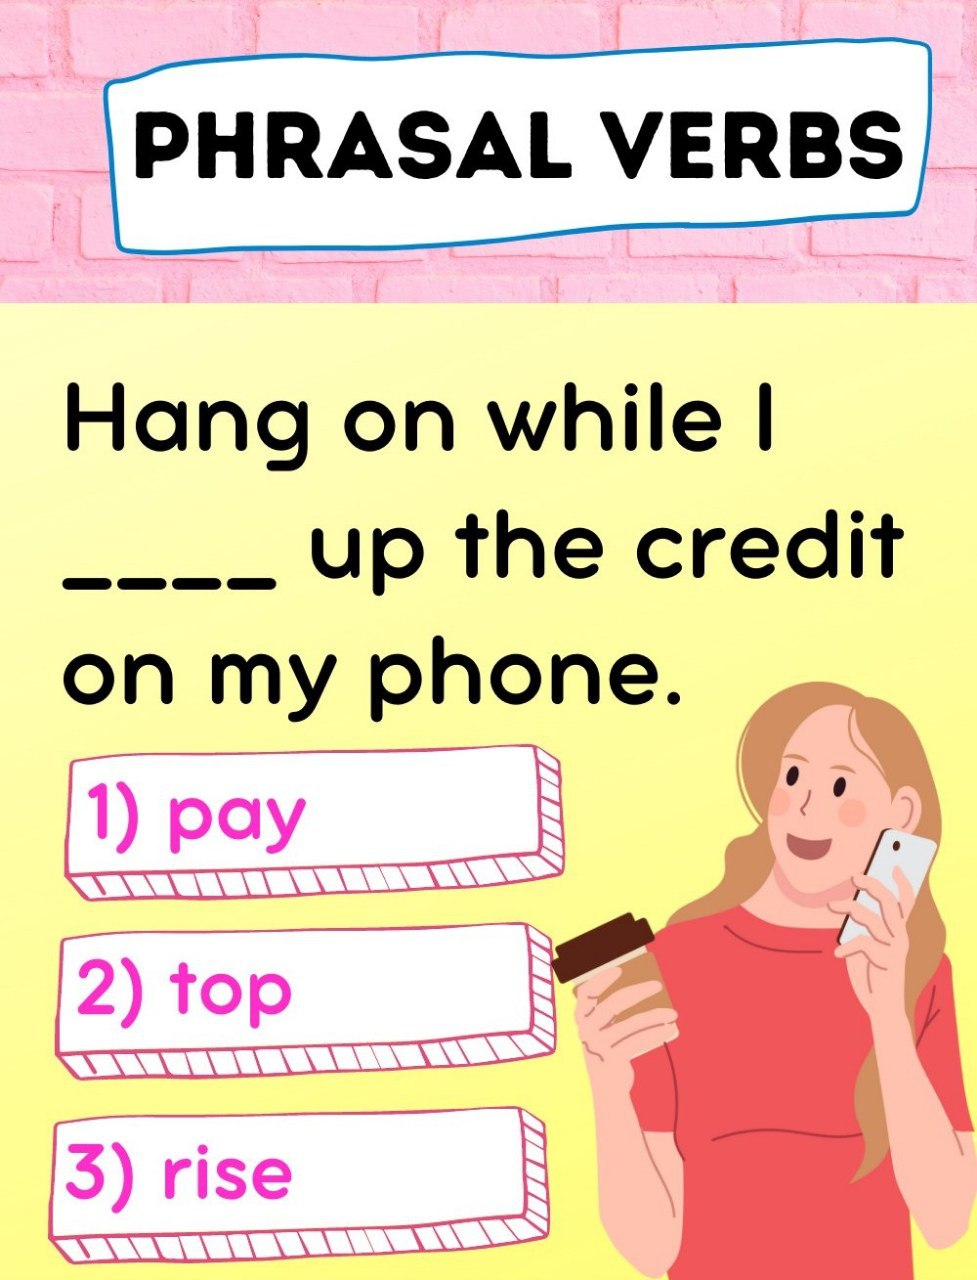 PHRASAL VERBS
Hang on while I
____ up the credit
on my phone.
1) pay
2) top
3) rise